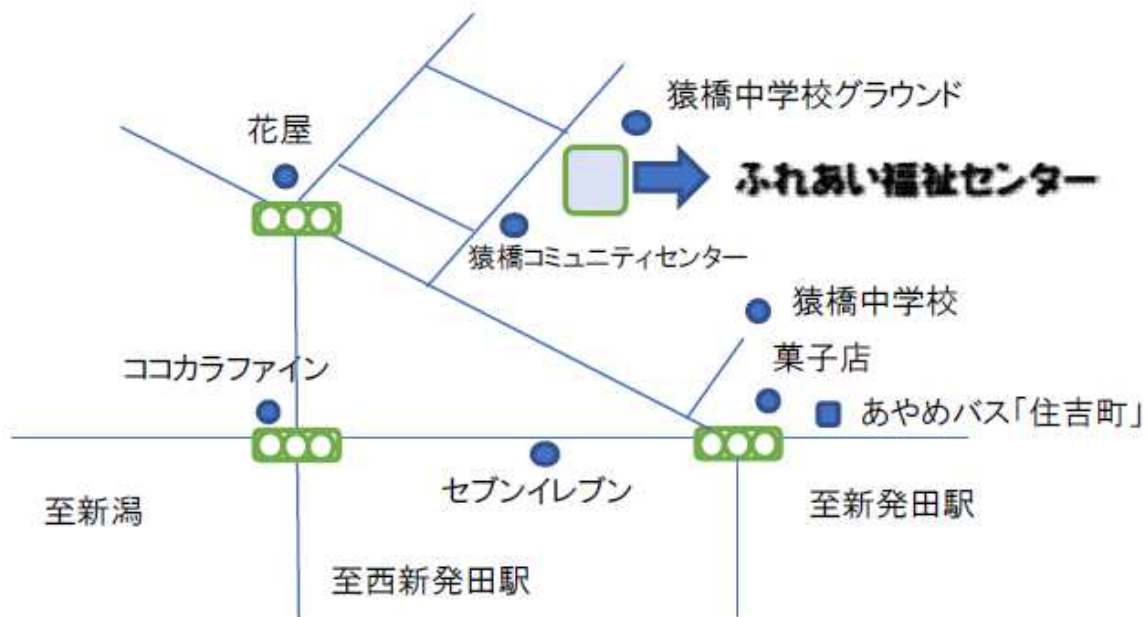 猿橋中学校グラウンド
花屋
ふれあい福祉センター
猿橋コミュニティセンター
猿橋中学校
ココカラファイン
菓子店
あやめバス「住吉町」
セブンイレブン
至新潟
至新発田駅
至西新発田駅